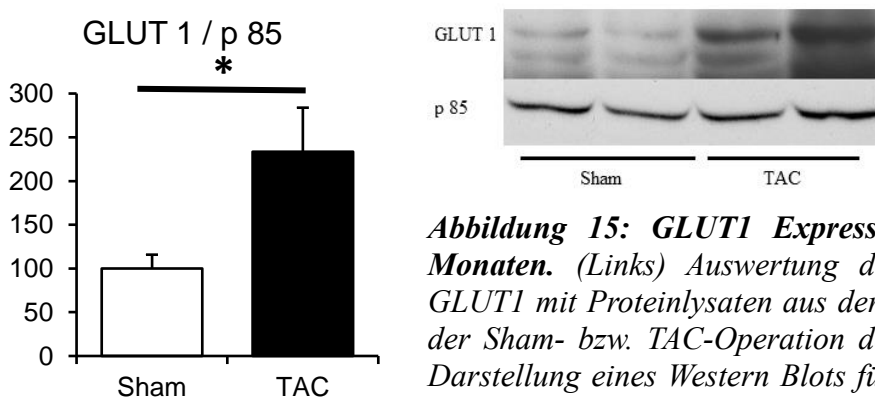 GLUT 1 / p 85
*
300
250
200
150
100
50
0
Sham TAC
GLUT 1
p 85
Sham TAC
Abbildung 15: GLUT1 Express
Monaten. (Links) Auswertung d
GLUT1 mit Proteinlysaten aus der
der Sham- bzw. TAC-Operation d
Darstellung eines Western Blots fü